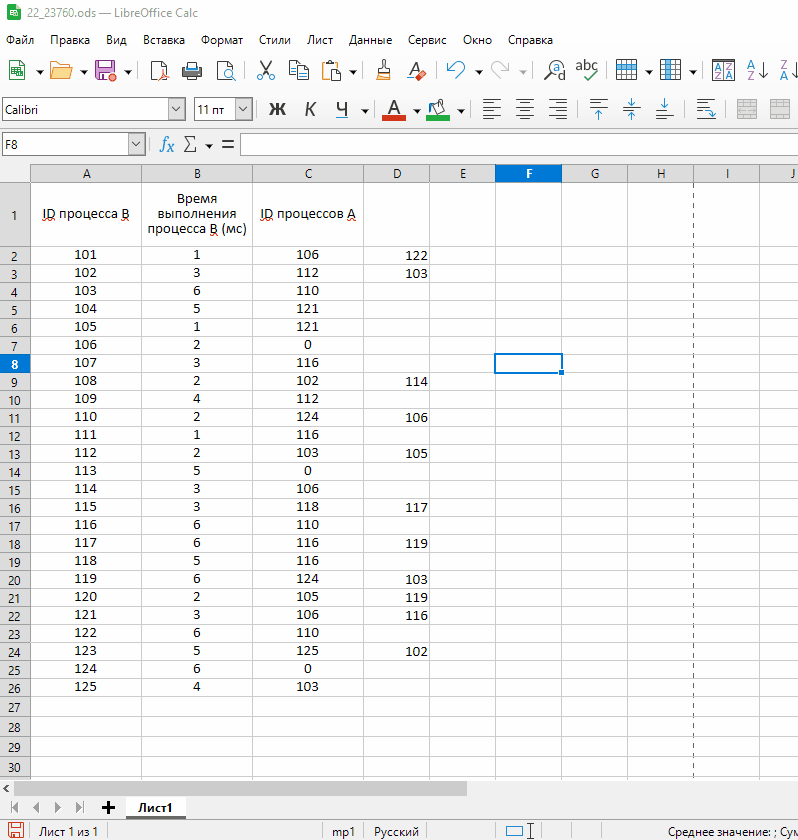 22_23760.ods — LibreOffice Calc
Файл Правка Вид Вставка Формат Стили Лист Данные Сервис Окно Справка
Calibri 11 пт Ж К Ч А
F8 fx Σ =
A B C D E F G H I J
1 ID процесса B Время выполнения процесса B (мс) ID процессов A
2 101 1 106 122
3 102 3 112 103
4 103 6 110
5 104 5 121
6 105 1 121
7 106 2 0
8 107 3 116
9 108 2 102 114
10 109 4 112
11 110 2 124 106
12 111 1 116
13 112 2 103 105
14 113 5 0
15 114 3 106
16 115 3 118 117
17 116 6 110
18 117 6 116 119
19 118 5 116
20 119 6 124 103
21 120 2 105 119
22 121 3 106 116
23 122 6 110
24 123 5 125 102
25 124 6 0
26 125 4 103
27
28
29
30
Лист1
Лист 1 из 1 mp1 Русский Среднее значение: ; Сум